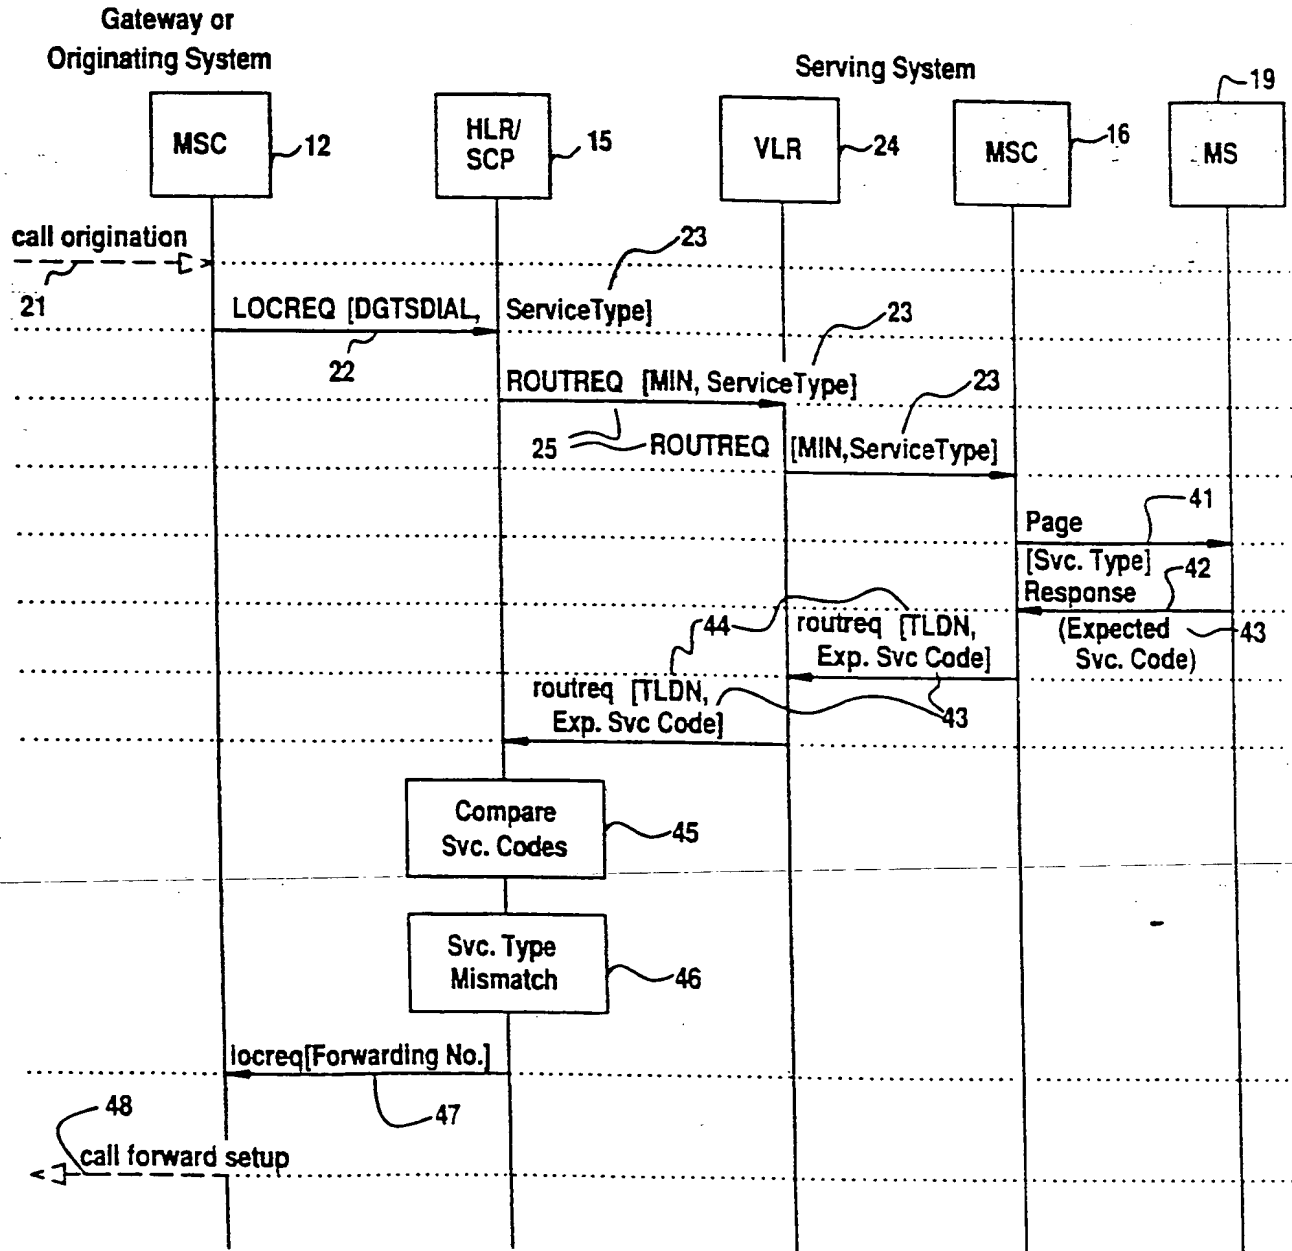 Gateway or
Originating System
Serving System
19
MSC
12
HLR/
SCP
15
VLR
24
MSC
16
MS
call origination
23
21
LOCREQ [DGTSDIAL, ServiceType]
23
22
ROUTREQ [MIN, ServiceType]
23
25
ROUTREQ [MIN,ServiceType]
41
Page
[Svc. Type]
42
Response
44
routreq [TLDN,
(Expected
43
Exp. Svc Code]
Svc. Code)
routreq [TLDN,
43
Exp. Svc Code]
Compare
Svc. Codes
45
Svc. Type
Mismatch
46
locreq[Forwarding No.]
48
47
call forward setup